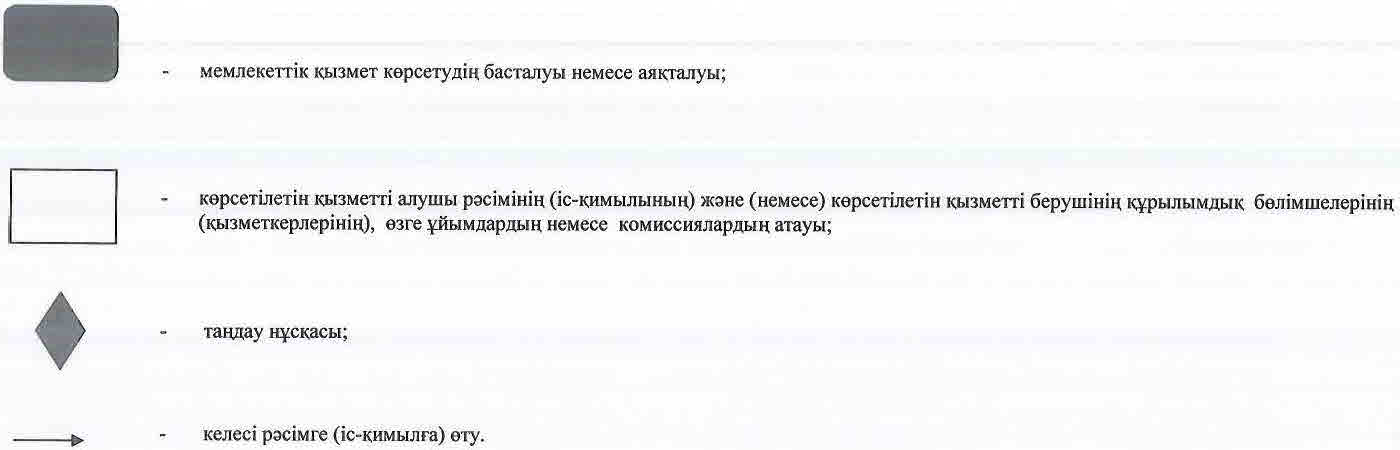 - мемлекеттік қызмет көрсетудің басталуы немесе аяқталуы;
- көрсетілетін қызметті алушы рәсімінің (іс-қимылының) және (немесе) көрсетілетін қызметті берушінің құрылымдық бөлімшелерінің
(қызметкерлерінің), өзге ұйымдардың немесе комиссиялардың атауы;
- таңдау нұсқасы;
- келесі рәсімге (іс-қимылға) өту.